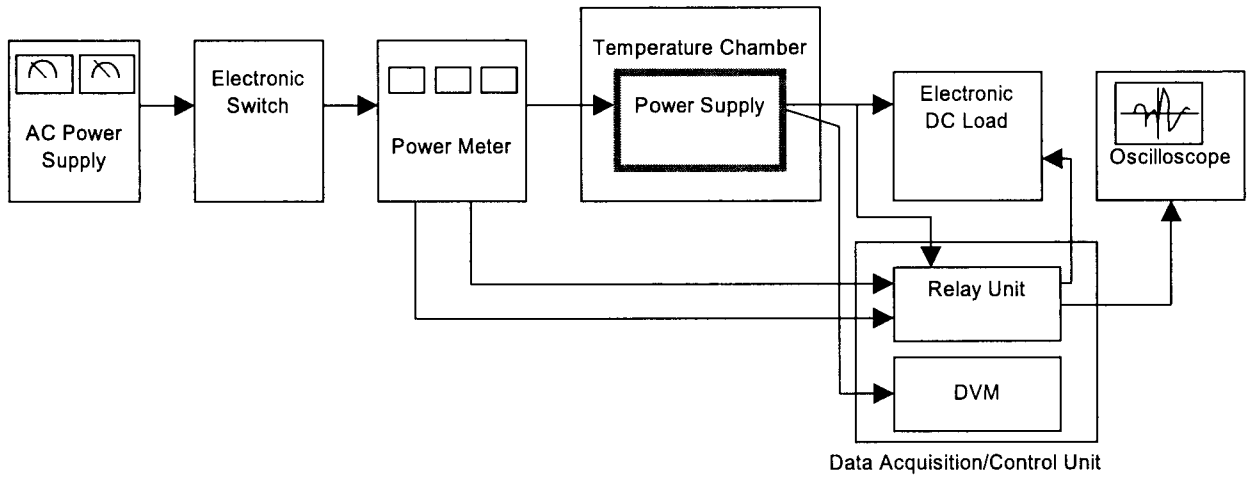 AC Power
Supply
Electronic
Switch
Power Meter
Temperature Chamber
Power Supply
Electronic
DC Load
Oscilloscope
Relay Unit
DVM
Data Acquisition/Control Unit